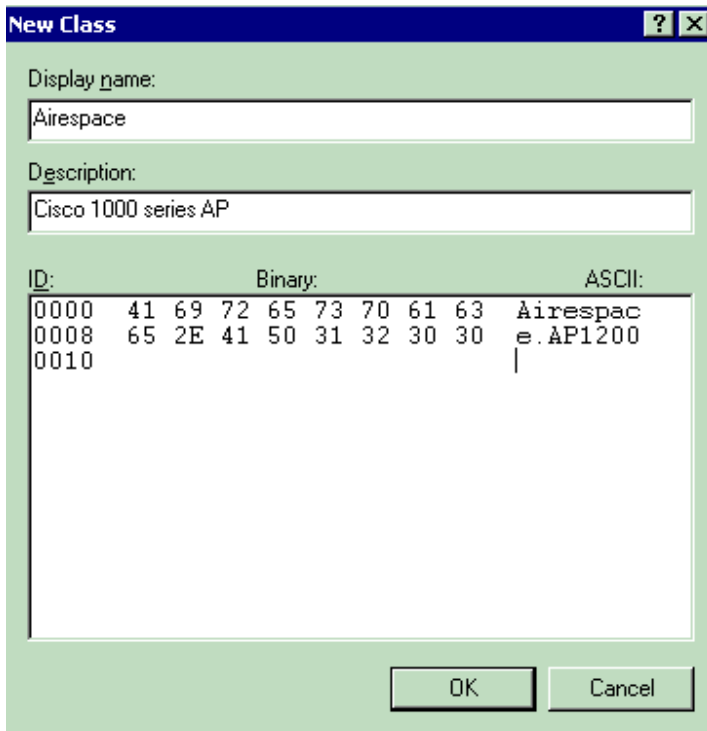 New Class
Display name:
Airespace
Description:
Cisco 1000 series AP
ID: Binary: ASCII:
0000 41 69 72 65 73 70 61 63 Airespac
0008 65 2E 41 50 31 32 30 30 e.AP1200
0010
OK Cancel